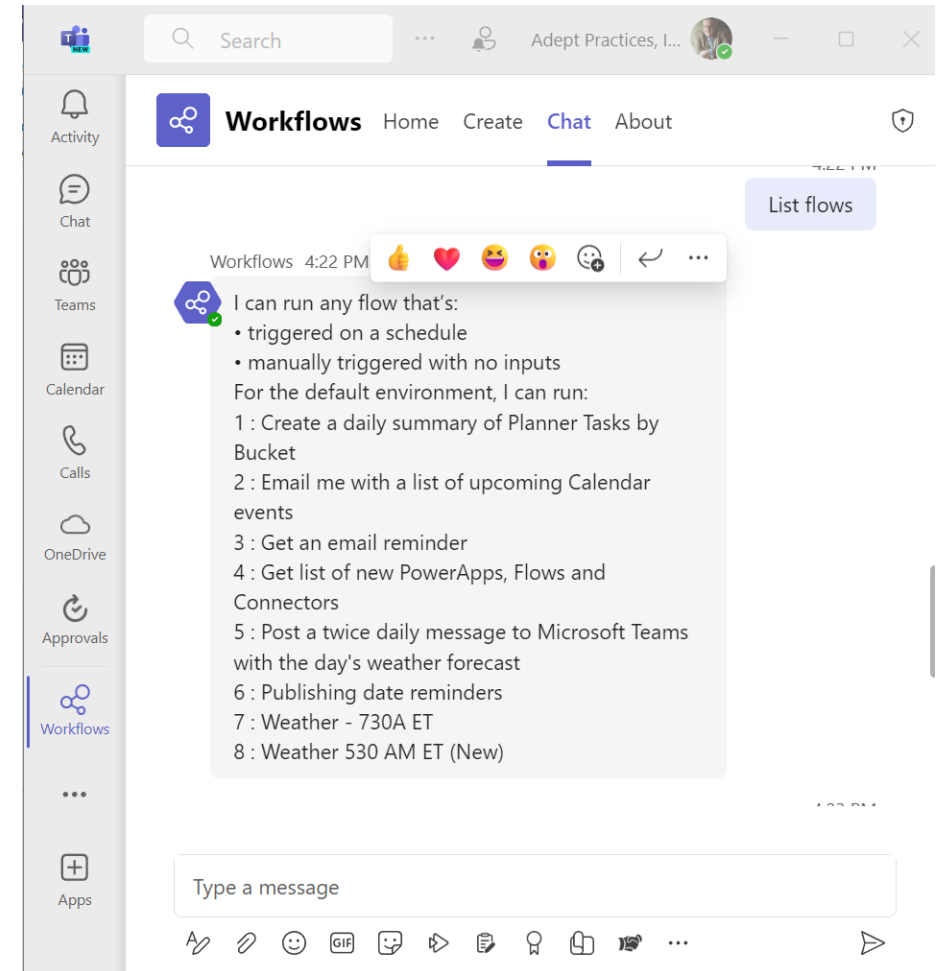 NEW
Search
Adept Practices, I...
Activity
Chat
Teams
Calendar
Calls
OneDrive
Approvals
Workflows
Apps
Workflows Home Create Chat About
List flows
Workflows 4:22 PM
I can run any flow that's:
• triggered on a schedule
• manually triggered with no inputs
For the default environment, I can run:
1 : Create a daily summary of Planner Tasks by
Bucket
2 : Email me with a list of upcoming Calendar
events
3 : Get an email reminder
4 : Get list of new PowerApps, Flows and
Connectors
5 : Post a twice daily message to Microsoft Teams
with the day's weather forecast
6 : Publishing date reminders
7 : Weather - 730A ET
8 : Weather 530 AM ET (New)
Type a message
GIF